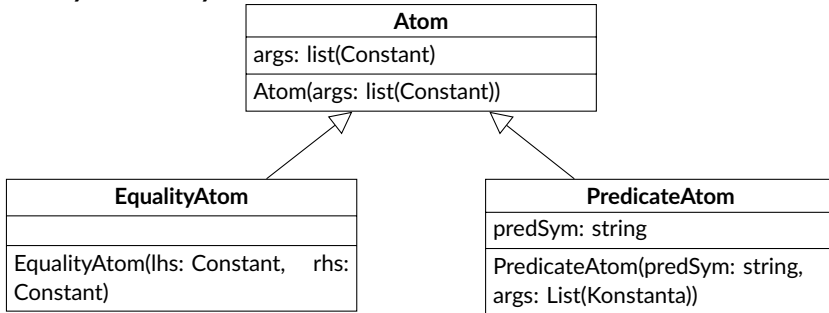 Atom
args: list(Constant)
Atom(args: list(Constant))
EqualityAtom
EqualityAtom(lhs: Constant, rhs:
Constant)
PredicateAtom
predSym: string
PredicateAtom(predSym: string,
args: List(Konstanta))